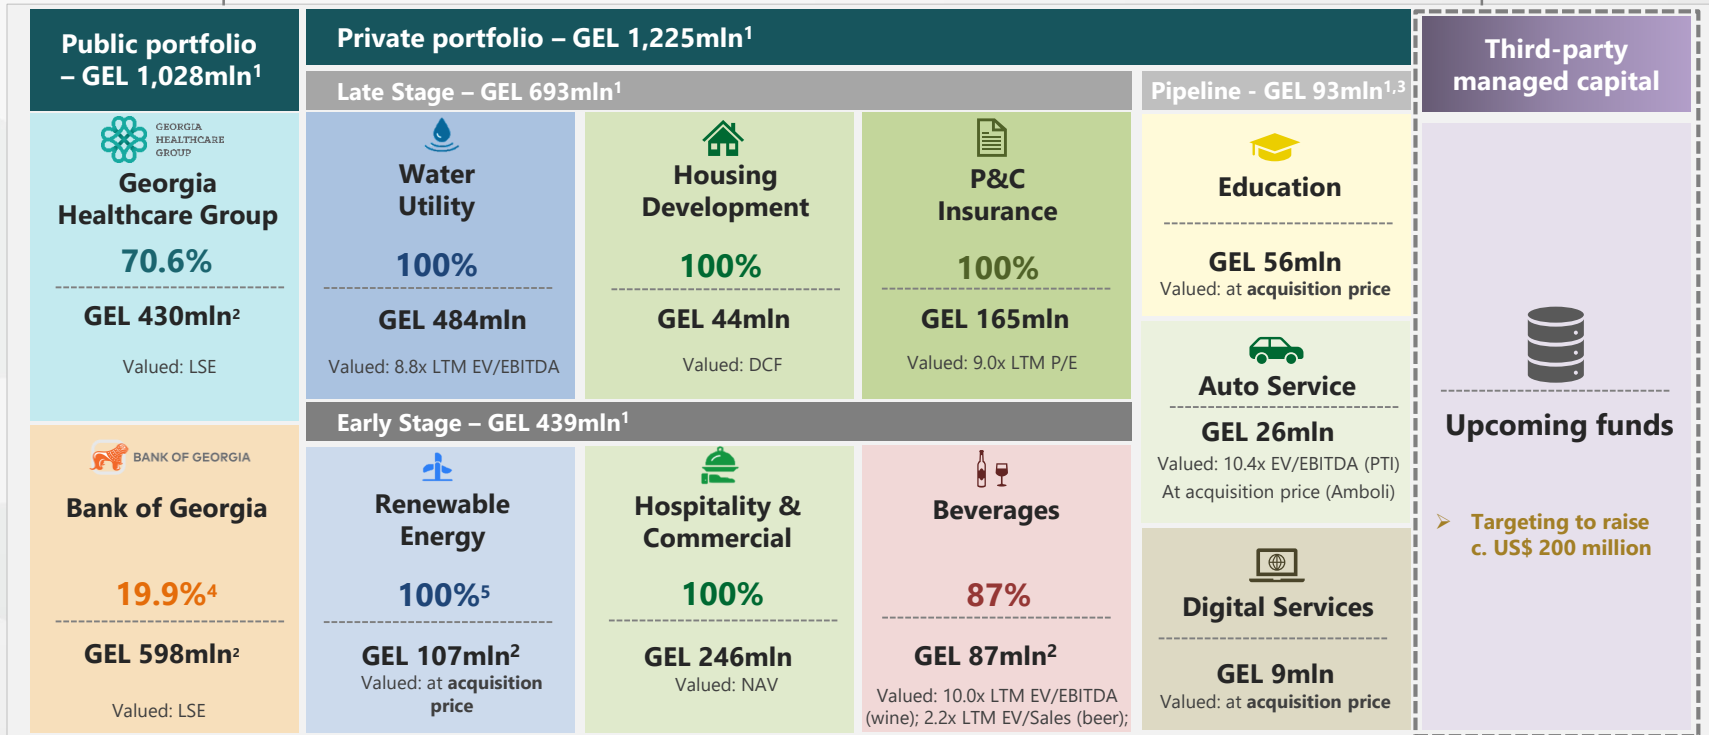 Public portfolio
– GEL 1,028mln1
GEORGIA
HEALTHCARE
GROUP
Georgia
Healthcare Group
70.6%
GEL 430mln2
Valued: LSE
BANK OF GEORGIA
Bank of Georgia
19.9%4
GEL 598mln2
Valued: LSE
Private portfolio – GEL 1,225mln1
Late Stage – GEL 693mln1
Water
Utility
100%
GEL 484mln
Valued: 8.8x LTM EV/EBITDA
Housing
Development
100%
GEL 44mln
Valued: DCF
P&C
Insurance
100%
GEL 165mln
Valued: 9.0x LTM P/E
Early Stage – GEL 439mln1
Renewable
Energy
100%5
GEL 107mln2
Valued: at acquisition
price
Hospitality &
Commercial
100%
GEL 246mln
Valued: NAV
Beverages
87%
GEL 87mln2
Valued: 10.0x LTM EV/EBITDA
(wine); 2.2x LTM EV/Sales (beer);
Pipeline - GEL 93mln1,3
Education
GEL 56mln
Valued: at acquisition price
Auto Service
GEL 26mln
Valued: 10.4x EV/EBITDA (PTI)
At acquisition price (Amboli)
Digital Services
GEL 9mln
Valued: at acquisition price
Third-party
managed capital
Upcoming funds
➢ Targeting to raise
c. US$ 200 million